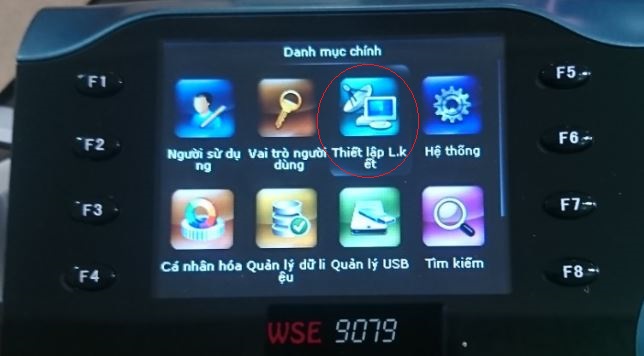 Danh mục chính
F1
F5
Người sử dụ
ng
Vai trò người
dùng
Thiết lập L.k
ết
Hệ thống
F2
F6
F3
F7
Cá nhân hóa
Quản lý dữ li
ệu
Quản lý USB
Tìm kiếm
F4
F8
WSE 9079